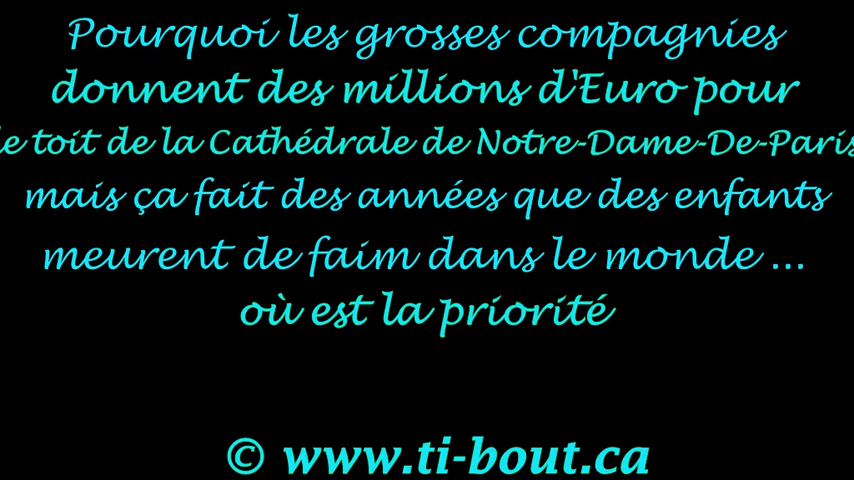 Pourquoi les grosses compagnies
donnent des millions d'Euro pour
le toit de la Cathédrale de Notre-Dame-De-Paris
mais ça fait des années que des enfants
meurent de faim dans le monde ...
où est la priorité
© www.ti-bout.ca